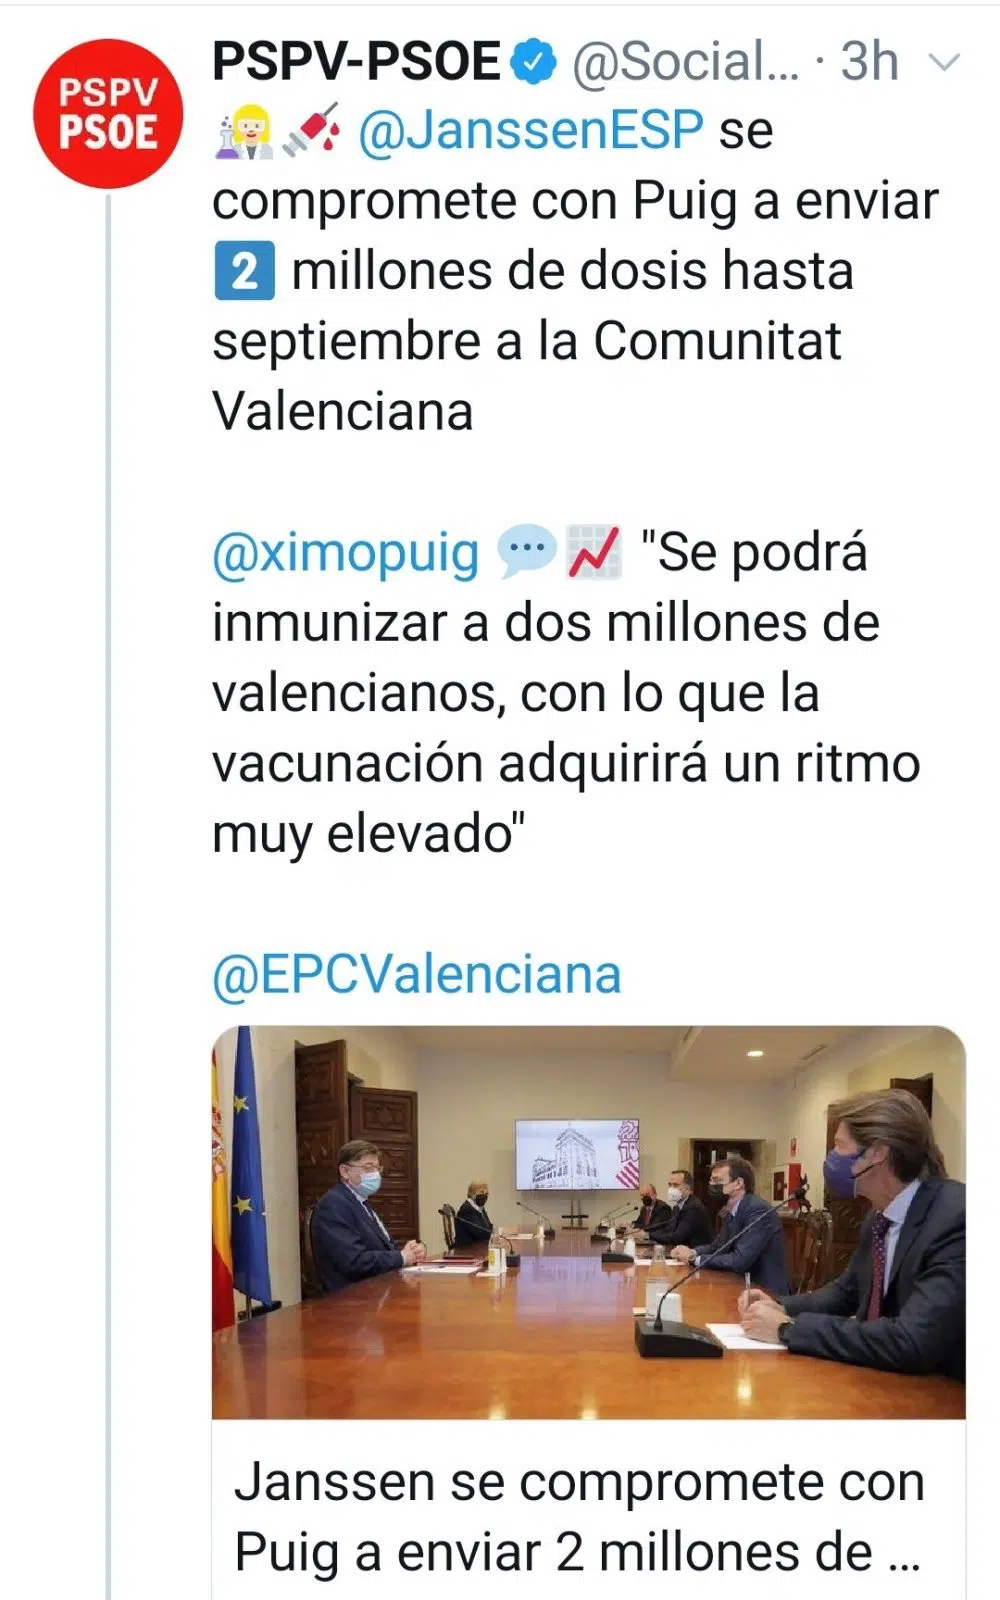 PSPV
PSOE
PSPV-PSOE @Social... · 3h
@JanssenESP se
compromete con Puig a enviar
2 millones de dosis hasta
septiembre a la Comunitat
Valenciana
@ximopuig "Se podrá
inmunizar a dos millones de
valencianos, con lo que la
vacunación adquirirá un ritmo
muy elevado"
@EPCValenciana
Janssen se compromete con
Puig a enviar 2 millones de ...